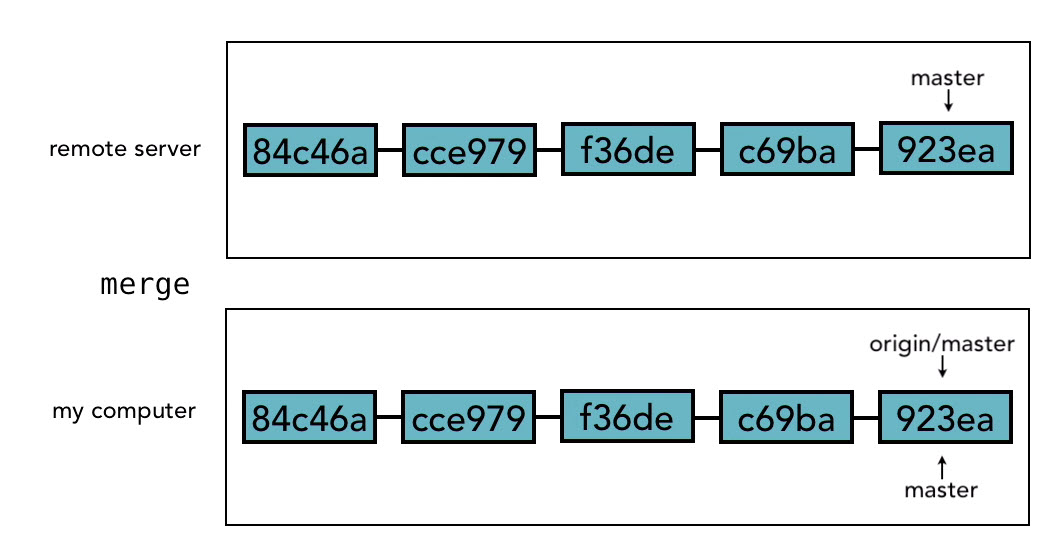 master
remote server
84c46a
cce979
f36de
c69ba
923ea
merge
origin/master
my computer
84c46a
cce979
f36de
c69ba
923ea
master